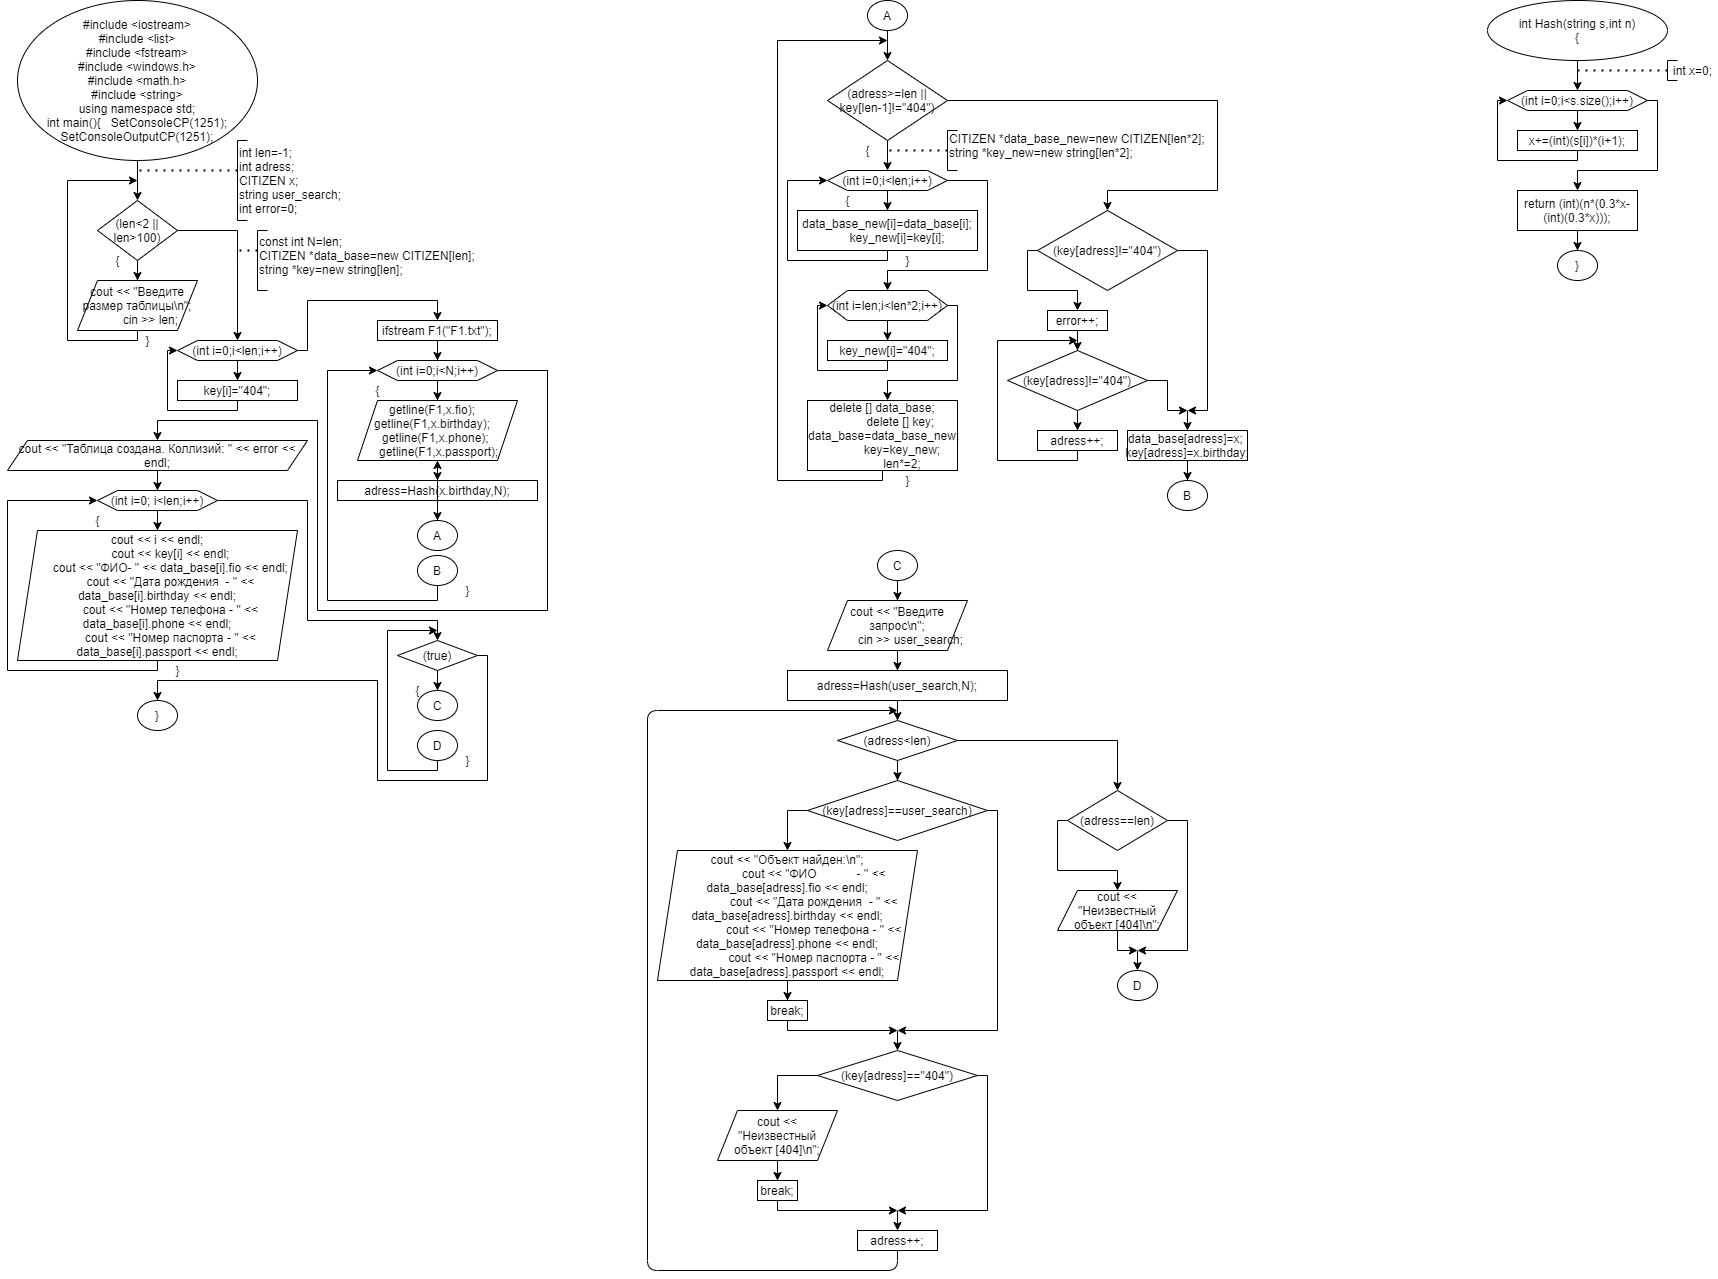 #include <iostream>
#include <list>
#include <fstream>
#include <windows.h>
#include <math.h>
#include <string>
using namespace std;
int main(){   SetConsoleCP(1251);
SetConsoleOutputCP(1251);
int len=-1;
int adress;
CITIZEN x;
string user_search;
int error=0;
(len<2 ||
len>100)
{
cout << "Введите
размер таблицы\n";
cin >> len;
}
const int N=len;
CITIZEN *data_base=new CITIZEN[len];
string *key=new string[len];
(int i=0;i<len;i++)
key[i]="404";
ifstream F1("F1.txt");
(int i=0;i<N;i++)
{
getline(F1,x.fio);
getline(F1,x.birthday);
getline(F1,x.phone);
getline(F1,x.passport);
adress=Hash(x.birthday,N);
A
B
}
cout << "Таблица создана. Коллизий: " << error <<
endl;
(int i=0; i<len;i++)
{
cout << i << endl;
cout << key[i] << endl;
cout << "ФИО- " << data_base[i].fio << endl;
cout << "Дата рождения  - " <<
data_base[i].birthday << endl;
cout << "Номер телефона - " <<
data_base[i].phone << endl;
cout << "Номер паспорта - " <<
data_base[i].passport << endl;
}
(true)
{
C
D
}
}
A
(adress>=len ||
key[len-1]!="404")
{
CITIZEN *data_base_new=new CITIZEN[len*2];
string *key_new=new string[len*2];
(int i=0;i<len;i++)
{
data_base_new[i]=data_base[i];
key_new[i]=key[i];
}
(int i=len;i<len*2;i++)
key_new[i]="404";
delete [] data_base;
delete [] key;
data_base=data_base_new;
key=key_new;
len*=2;
}
(key[adress]!="404")
error++;
(key[adress]!="404")
adress++;
data_base[adress]=x;
key[adress]=x.birthday;
B
C
cout << "Введите
запрос\n";
cin >> user_search;
adress=Hash(user_search,N);
(adress<len)
(key[adress]==user_search)
cout << "Объект найден:\n";
cout << "ФИО            - " <<
data_base[adress].fio << endl;
cout << "Дата рождения  - " <<
data_base[adress].birthday << endl;
cout << "Номер телефона - " <<
data_base[adress].phone << endl;
cout << "Номер паспорта - " <<
data_base[adress].passport << endl;
break;
(key[adress]=="404")
cout <<
"Неизвестный
объект [404]\n";
break;
adress++;
(adress==len)
cout <<
"Неизвестный
объект [404]\n";
D
int Hash(string s,int n)
{
int x=0;
(int i=0;i<s.size();i++)
x+=(int)(s[i])*(i+1);
return (int)(n*(0.3*x-
(int)(0.3*x)));
}